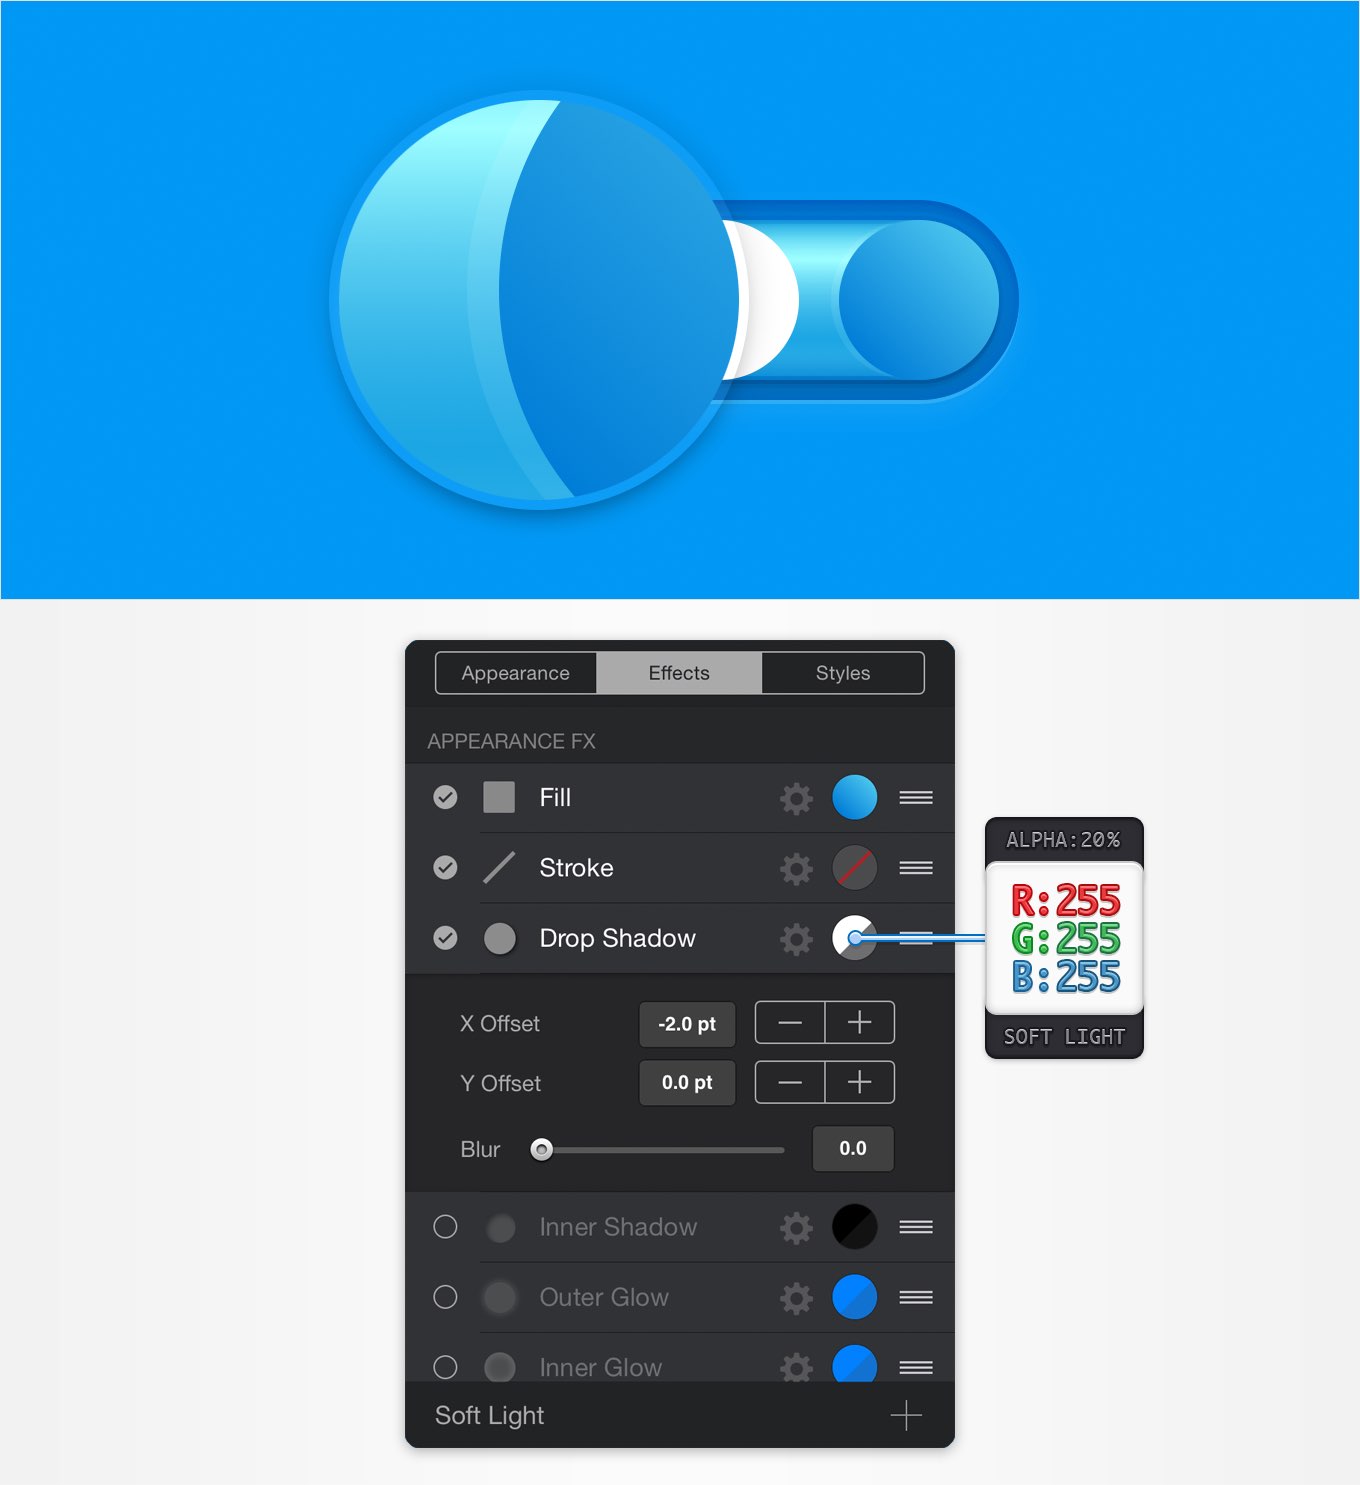 Appearance Effects Styles
APPEARANCE FX
Fill
Stroke
Drop Shadow
X Offset -2.0 pt
Y Offset 0.0 pt
Blur 0.0
Inner Shadow
Outer Glow
Inner Glow
Soft Light
ALPHA:20%
R:255
G:255
B:255
SOFT LIGHT